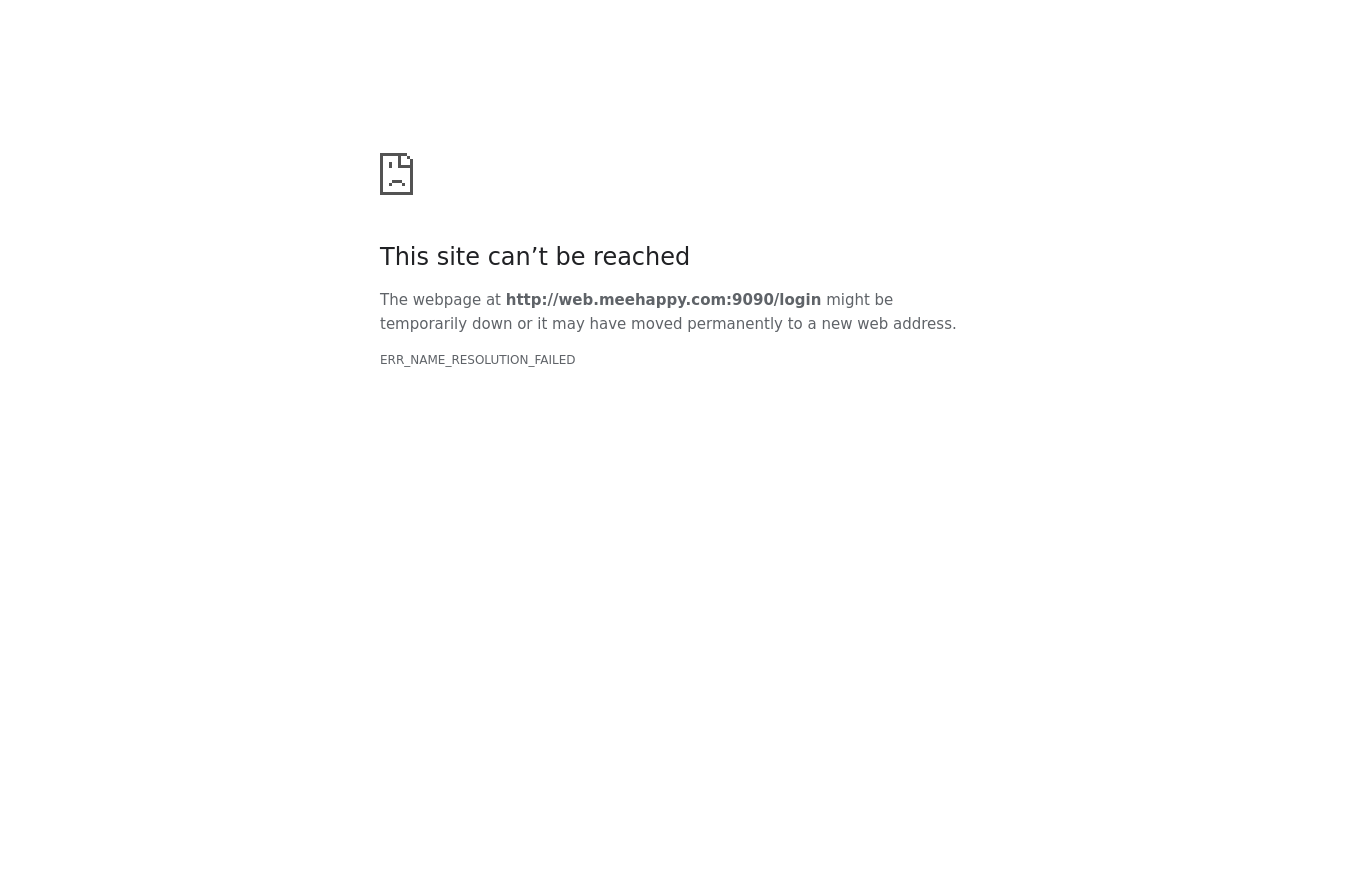 This site can’t be reached
The webpage at http://web.meehappy.com:9090/login might be
temporarily down or it may have moved permanently to a new web address.
ERR_NAME_RESOLUTION_FAILED